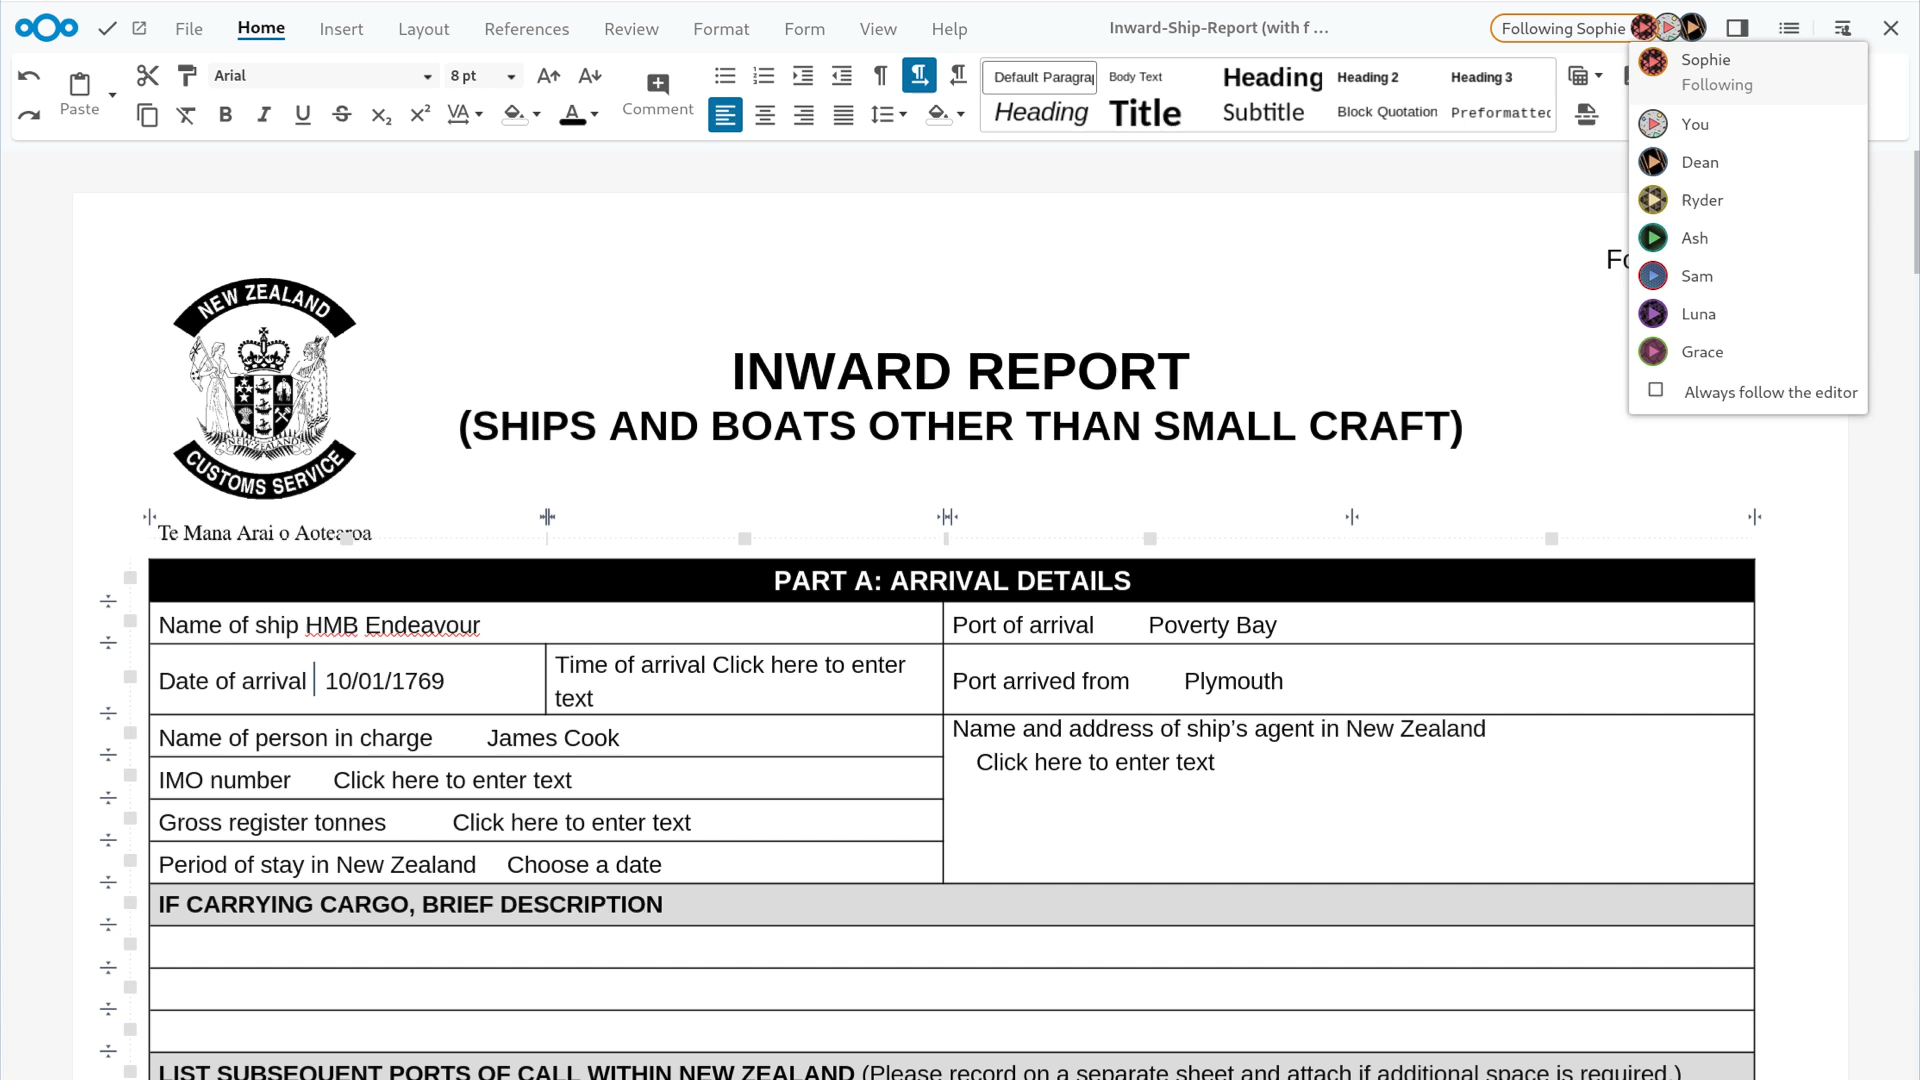 File Home Insert Layout References Review Format Form View Help Inward-Ship-Report (with f ... Following Sophie
Paste Arial 8 pt Comment
Default Paragra Body Text Heading Heading 2 Heading 3
Heading Title Subtitle Block Quotation Preformatted
Sophie
Following
You
Dean
Ryder
Ash
Sam
Luna
Grace
Always follow the editor
NEW ZEALAND
CUSTOMS SERVICE
Te Mana Arai o Aotearoa
INWARD REPORT
(SHIPS AND BOATS OTHER THAN SMALL CRAFT)
PART A: ARRIVAL DETAILS
Name of ship HMB Endeavour
Port of arrival Poverty Bay
Date of arrival 10/01/1769
Time of arrival Click here to enter
text
Port arrived from Plymouth
Name of person in charge James Cook
Name and address of ship’s agent in New Zealand
Click here to enter text
IMO number Click here to enter text
Gross register tonnes Click here to enter text
Period of stay in New Zealand Choose a date
IF CARRYING CARGO, BRIEF DESCRIPTION
LIST SUBSEQUENT PORTS OF CALL WITHIN NEW ZEALAND (Please record on a separate sheet and attach if additional space is required.)